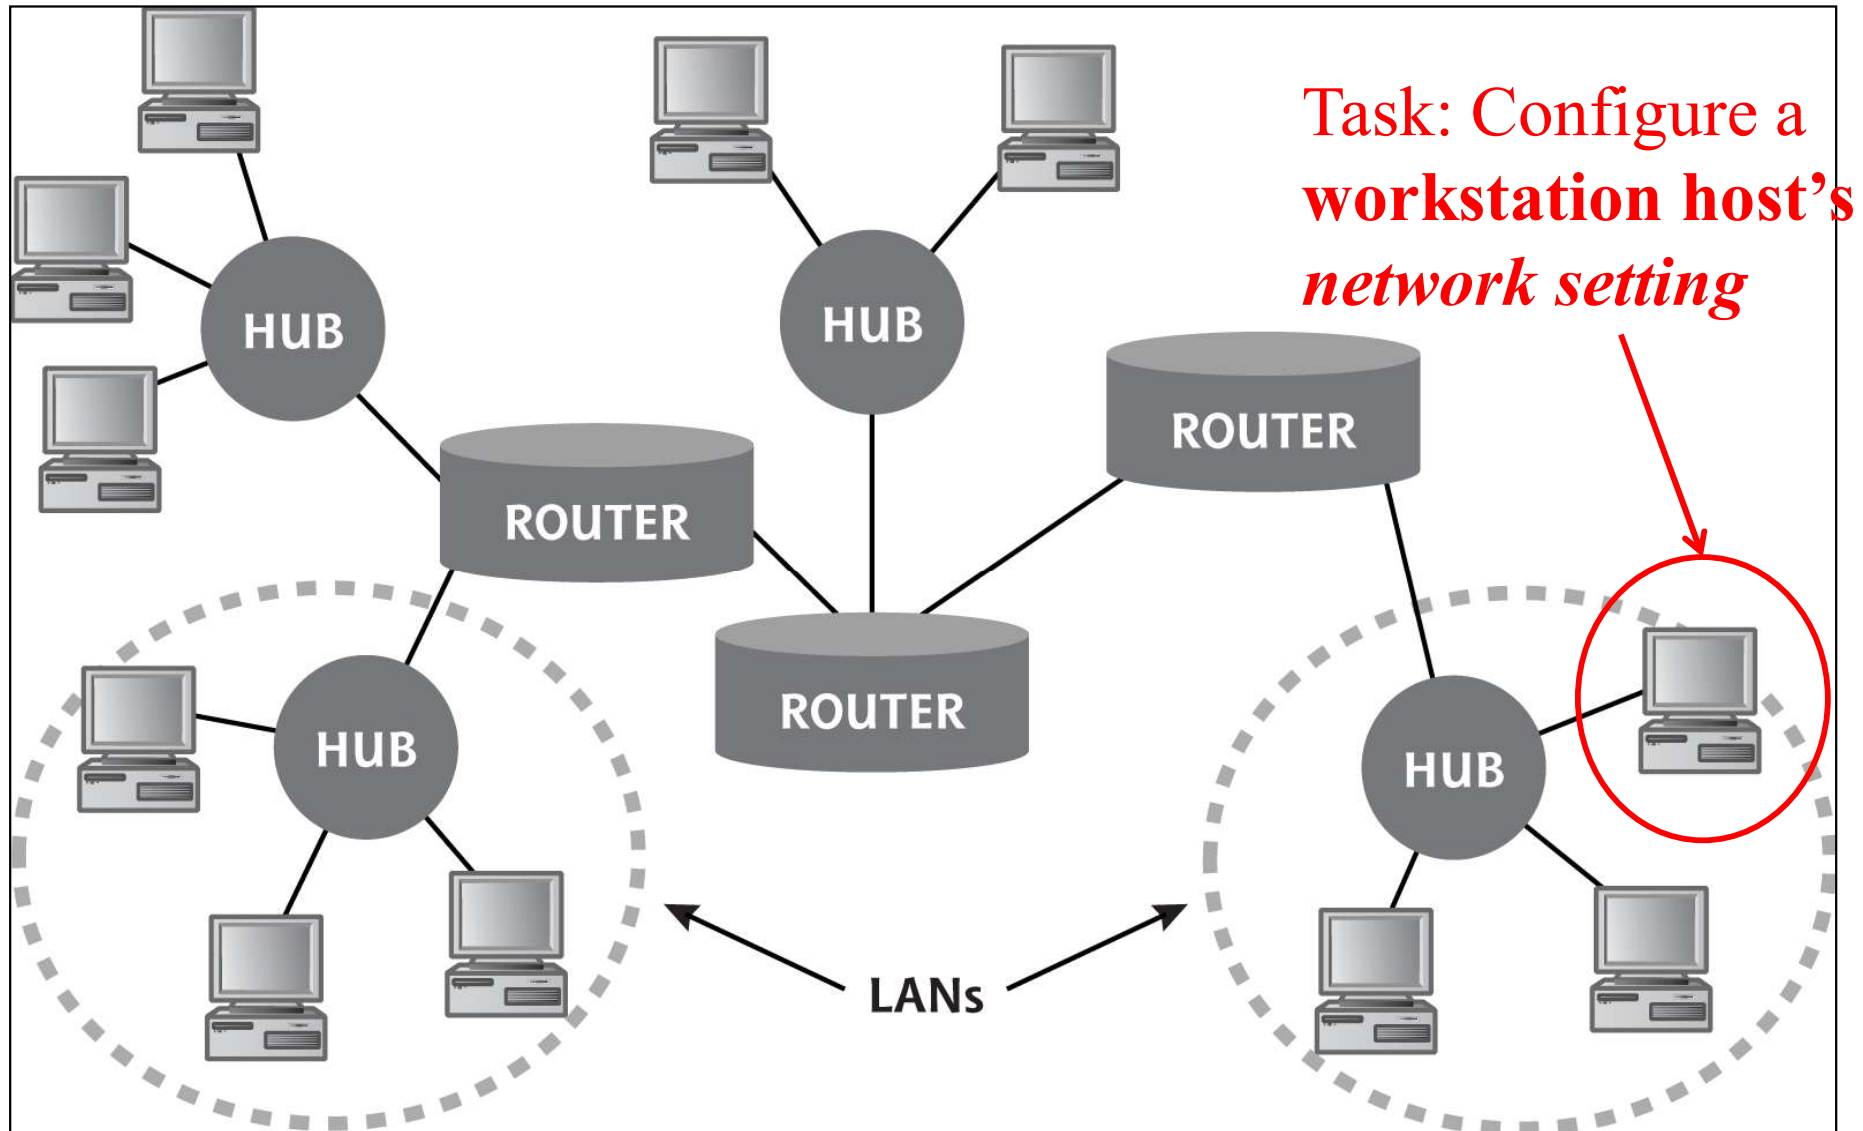 Task: Configure a
workstation host’s
network setting
HUB
HUB
ROUTER
ROUTER
ROUTER
HUB
HUB
LANs